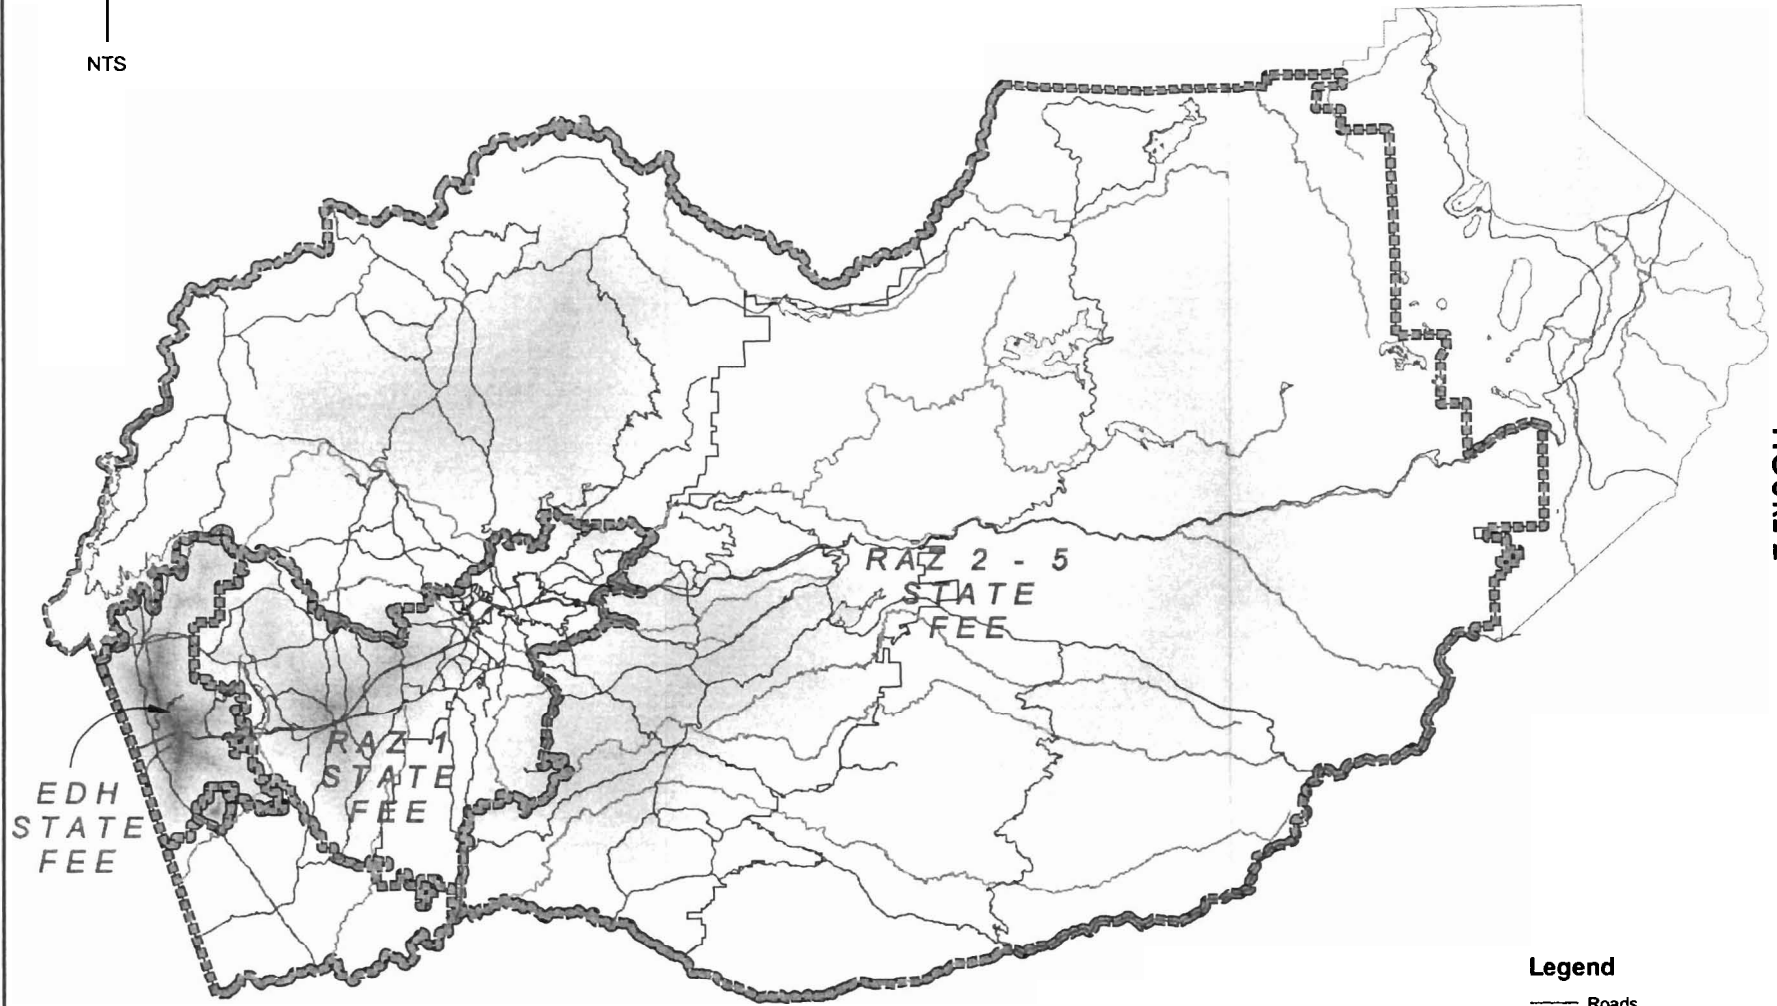 NTS
RAZ 2 - 5
STATE
FEE
RAZ 1
STATE
FEE
EDH
STATE
FEE
Legend
Roads